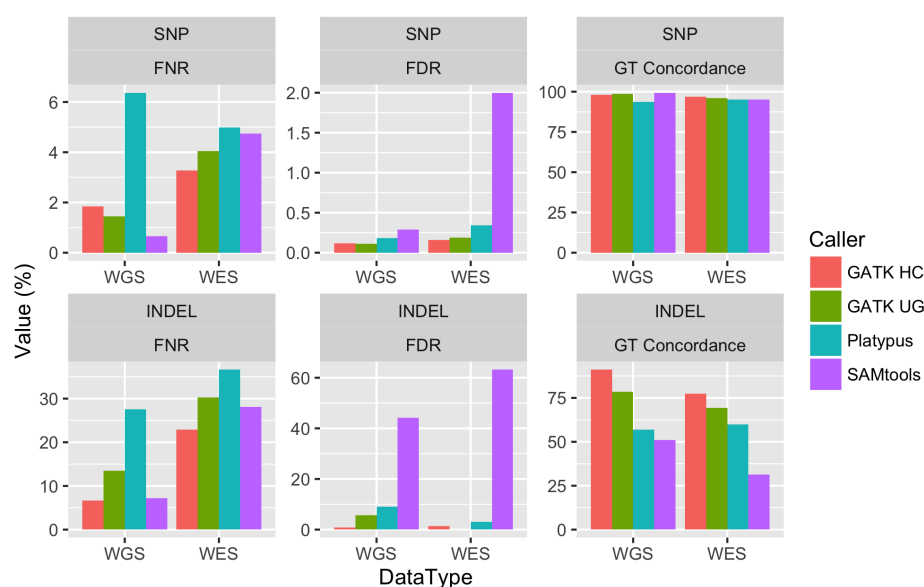 SNP
FNR
6
4
2
0
WGS WES
SNP
FDR
2.0
1.5
1.0
0.5
0.0
WGS WES
SNP
GT Concordance
100
75
50
25
0
WGS WES
INDEL
FNR
30
20
10
0
WGS WES
INDEL
FDR
60
40
20
0
WGS WES
INDEL
GT Concordance
75
50
25
0
WGS WES
Value (%)
DataType
Caller
GATK HC
GATK UG
Platypus
SAMtools